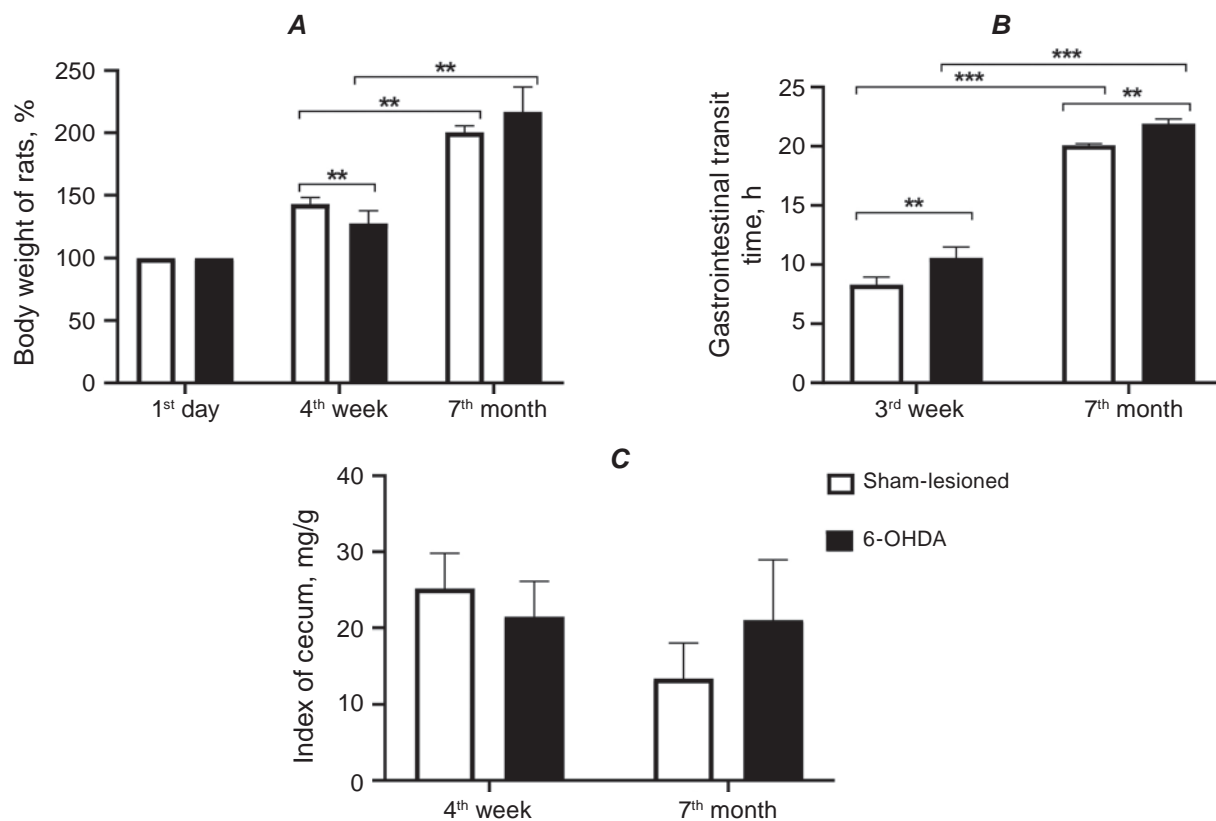 A
Body weight of rats, %
250
200
150
100
50
0
**
**
**
1st day
4th week
7th month
B
Gastrointestinal transit
time, h
25
20
15
10
5
0
***
***
**
**
3rd week
7th month
C
Index of cecum, mg/g
40
30
20
10
0
4th week
7th month
Sham-lesioned
6-OHDA